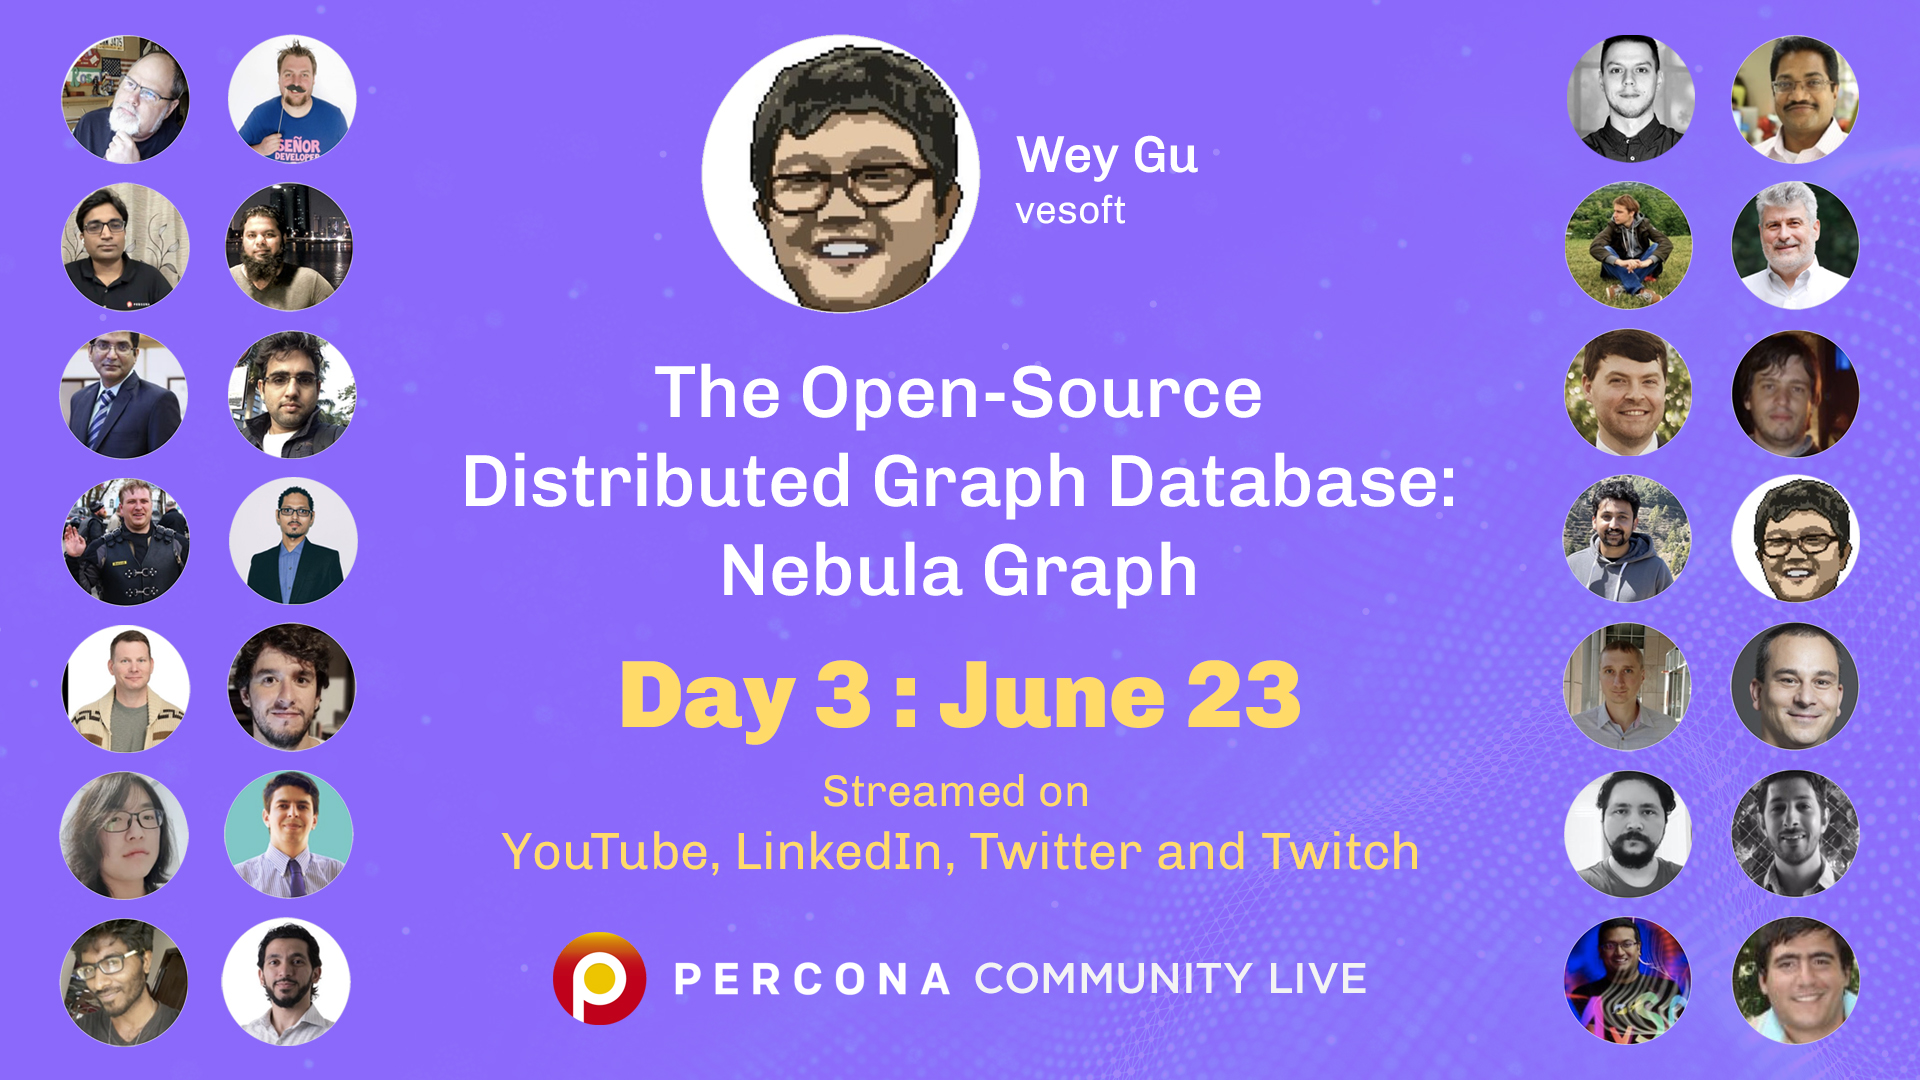 Wey Gu
vesoft
The Open-Source
Distributed Graph Database:
Nebula Graph
Day 3 : June 23
Streamed on
YouTube, LinkedIn, Twitter and Twitch
PERCONA COMMUNITY LIVE
SEÑOR
DEVELOPER